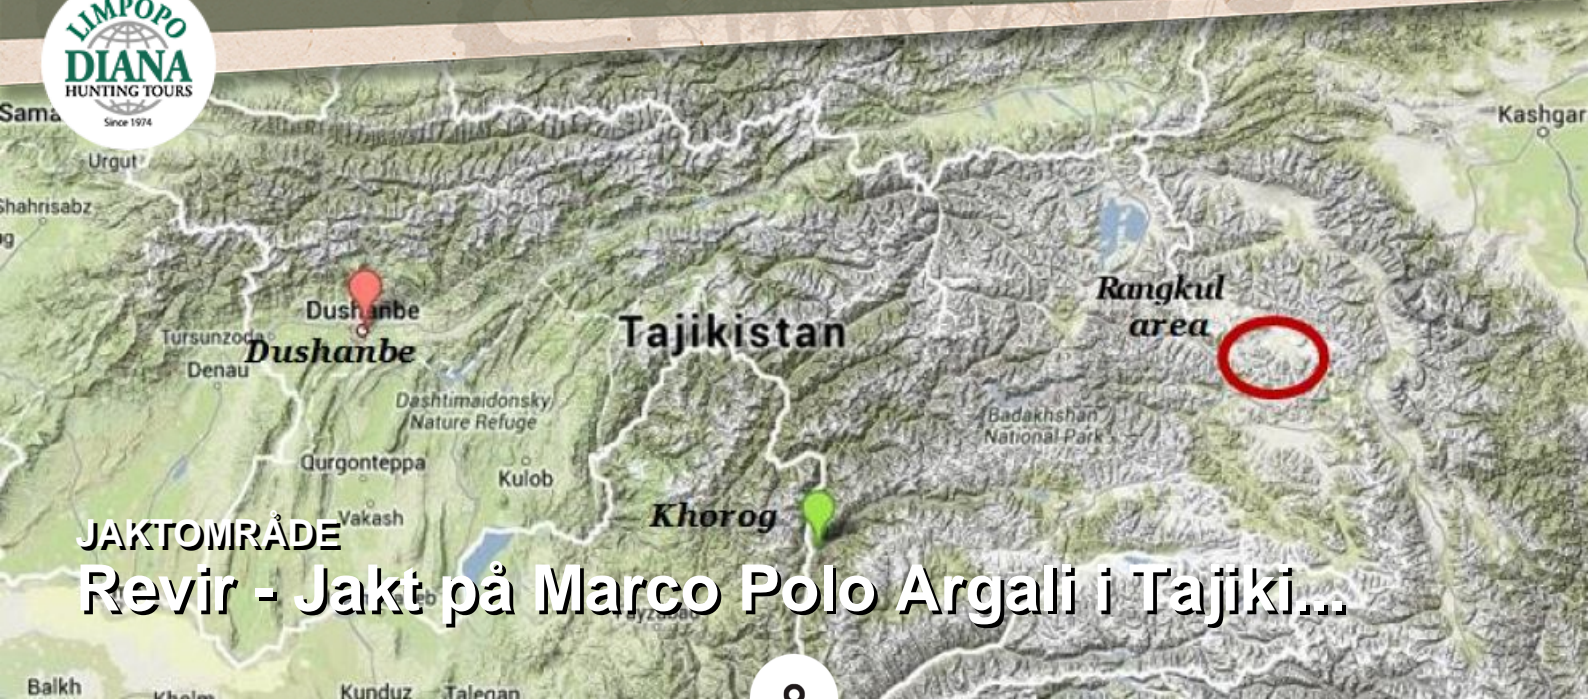 LIMPOPO
DIANA
HUNTING TOURS
Since 1974
Kashgar
Urgut
Shahrisabz
Rangkul
area
Dushanbe
Tajikistan
Tursunzoda
Dushanbe
Denau
Dashtimaidonsky
Nature Refuge
Badakhshan
National Park
Qurgonteppa
Kulob
Khorog
Vakash
JAKTOMRÅDE
Revir - Jakt på Marco Polo Argali i Tajiki...
Balkh
Kunduz
Taleqan